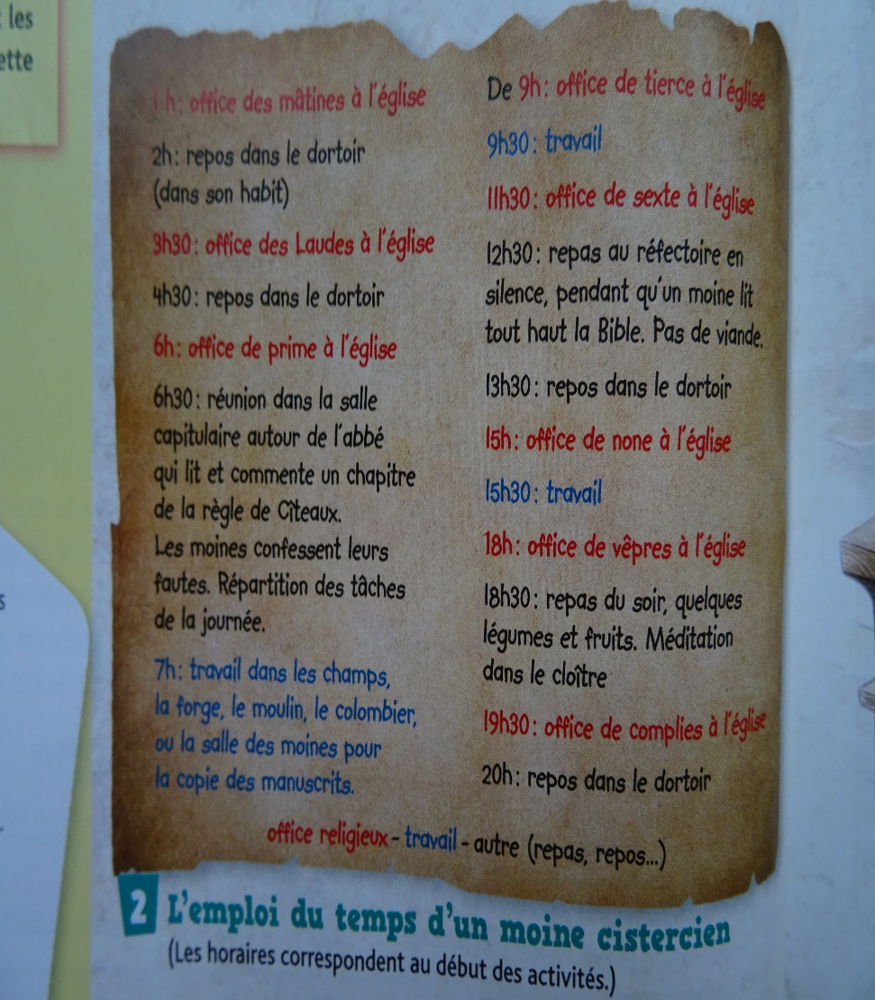 les
ette
1 h: office des mâtines à l'église
2h: repos dans le dortoir
(dans son habit)
3h30: office des Laudes à l'église
4h30: repos dans le dortoir
6h: office de prime à l'église
6h30: réunion dans la salle
capitulaire autour de l'abbé
qui lit et commente un chapitre
de la règle de Cîteaux.
Les moines confessent leurs
fautes. Répartition des tâches
de la journée.
7h: travail dans les champs,
la forge, le moulin, le colombier,
ou la salle des moines pour
la copie des manuscrits.
De 9h: office de tierce à l'église
9h30: travail
11h30: office de sexte à l'église
12h30: repas au réfectoire en
silence, pendant qu'un moine lit
tout haut la Bible. Pas de viande.
13h30: repos dans le dortoir
15h: office de none à l'église
15h30: travail
18h: office de vêpres à l'église
18h30: repas du soir, quelques
légumes et fruits. Méditation
dans le cloître
19h30: office de complies à l'église
20h: repos dans le dortoir
office religieux - travail - autre (repas, repos...)
2 L'emploi du temps d'un moine cistercien
(Les horaires correspondent au début des activités.)